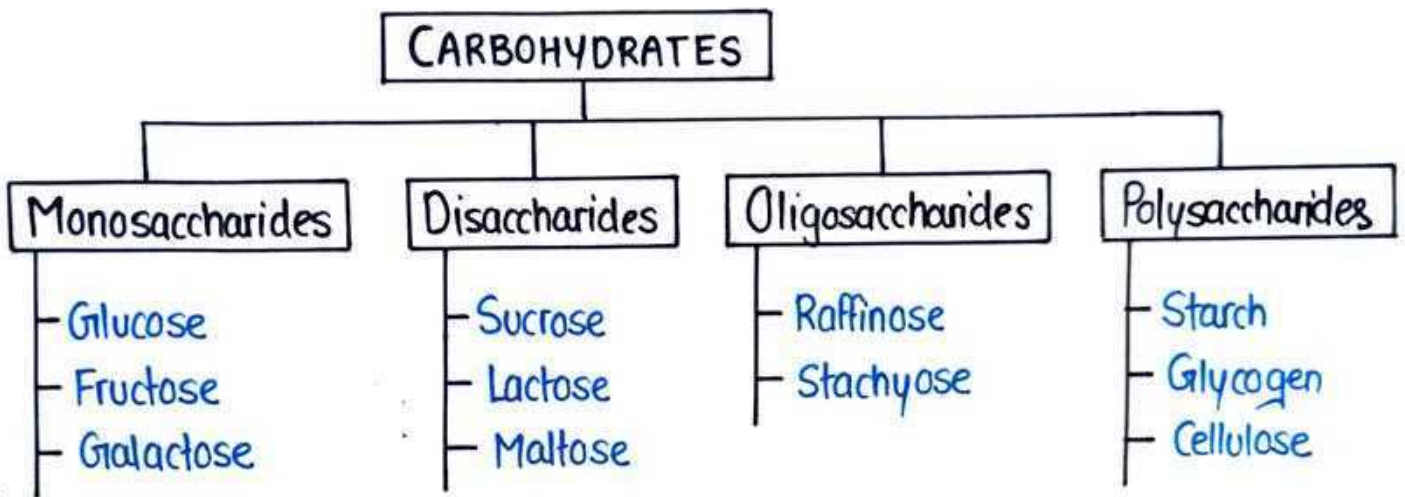 CARBOHYDRATES
Monosaccharides
Glucose
Fructose
Galactose
Disaccharides
Sucrose
Lactose
Maltose
Oligosaccharides
Raffinose
Stachyose
Polysaccharides
Starch
Glycogen
Cellulose